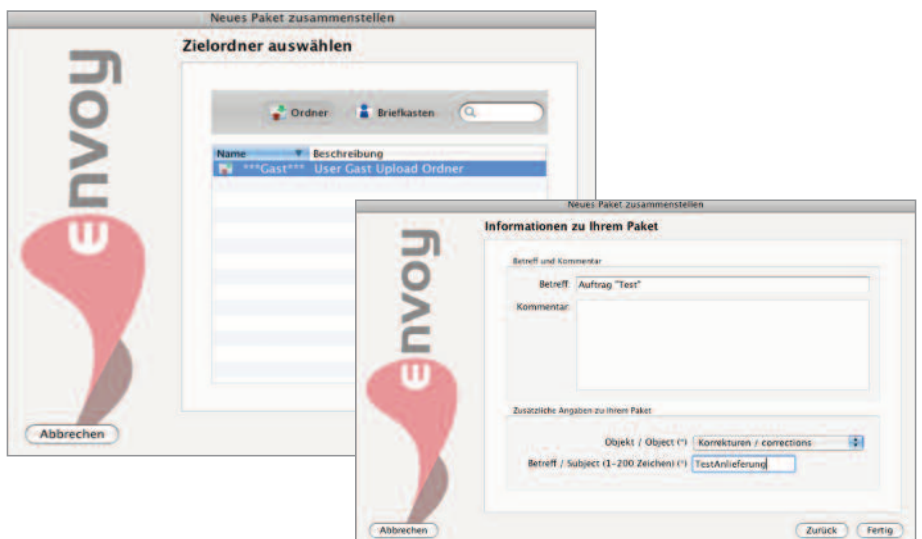 Neues Paket zusammenstellen
Zielordner auswählen
Envoy
Ordner Briefkasten
Name Beschreibung
***Gast*** User Gast Upload Ordner
Abbrechen
Neues Paket zusammenstellen
Informationen zu Ihrem Paket
Envoy
Betreff und Kommentar
Betreff: Auftrag "Test"
Kommentar:
Zusätzliche Angaben zu Ihrem Paket
Objekt / Object (*) Korrekturen / corrections
Betreff / Subject (1-200 Zeichen) (*) TestAnlieferung
Abbrechen Zurück Fertig